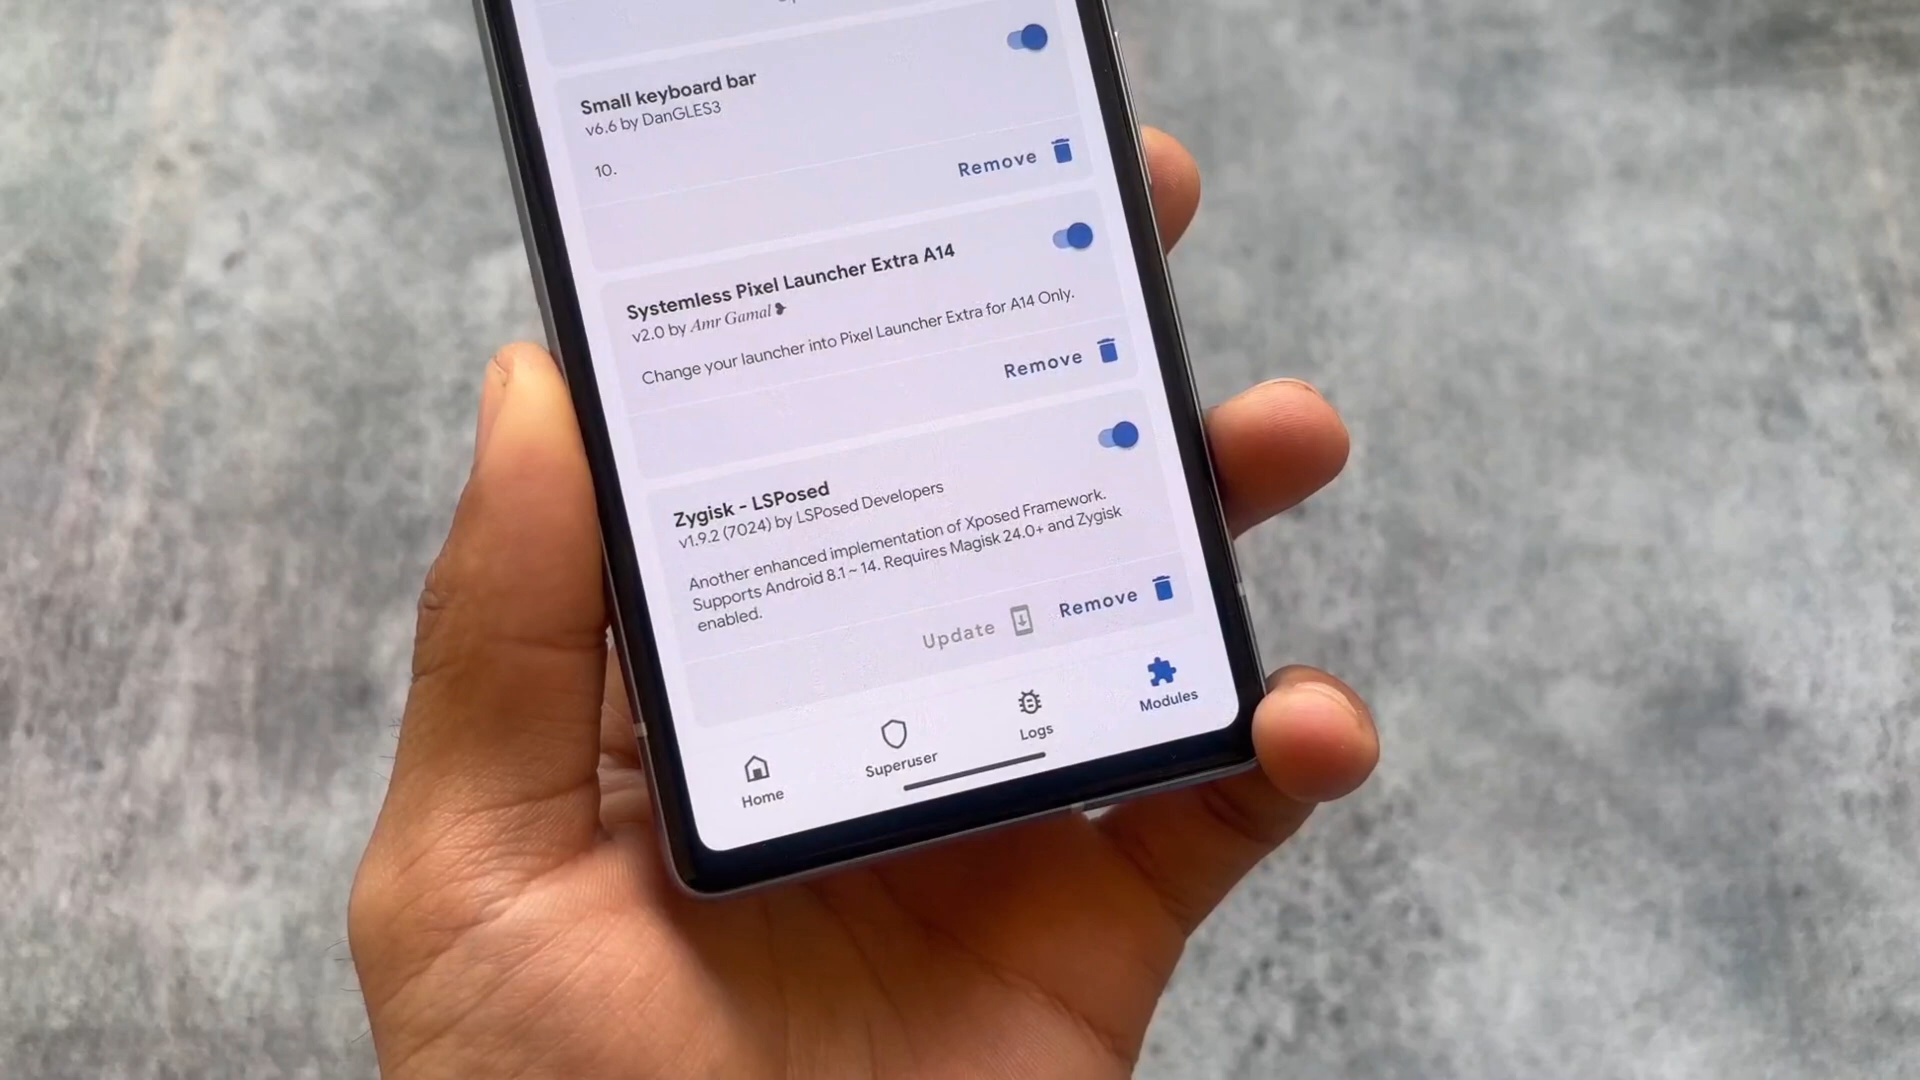 Small keyboard bar
v6.6 by DanGLES3
10.
Remove
Systemless Pixel Launcher Extra A14
v2.0 by Amr Gamal❥
Change your launcher into Pixel Launcher Extra for A14 Only.
Remove
Zygisk - LSPosed
v1.9.2 (7024) by LSPosed Developers
Another enhanced implementation of Xposed Framework.
Supports Android 8.1 ~ 14. Requires Magisk 24.0+ and Zygisk
enabled.
Update
Remove
Home
Superuser
Logs
Modules